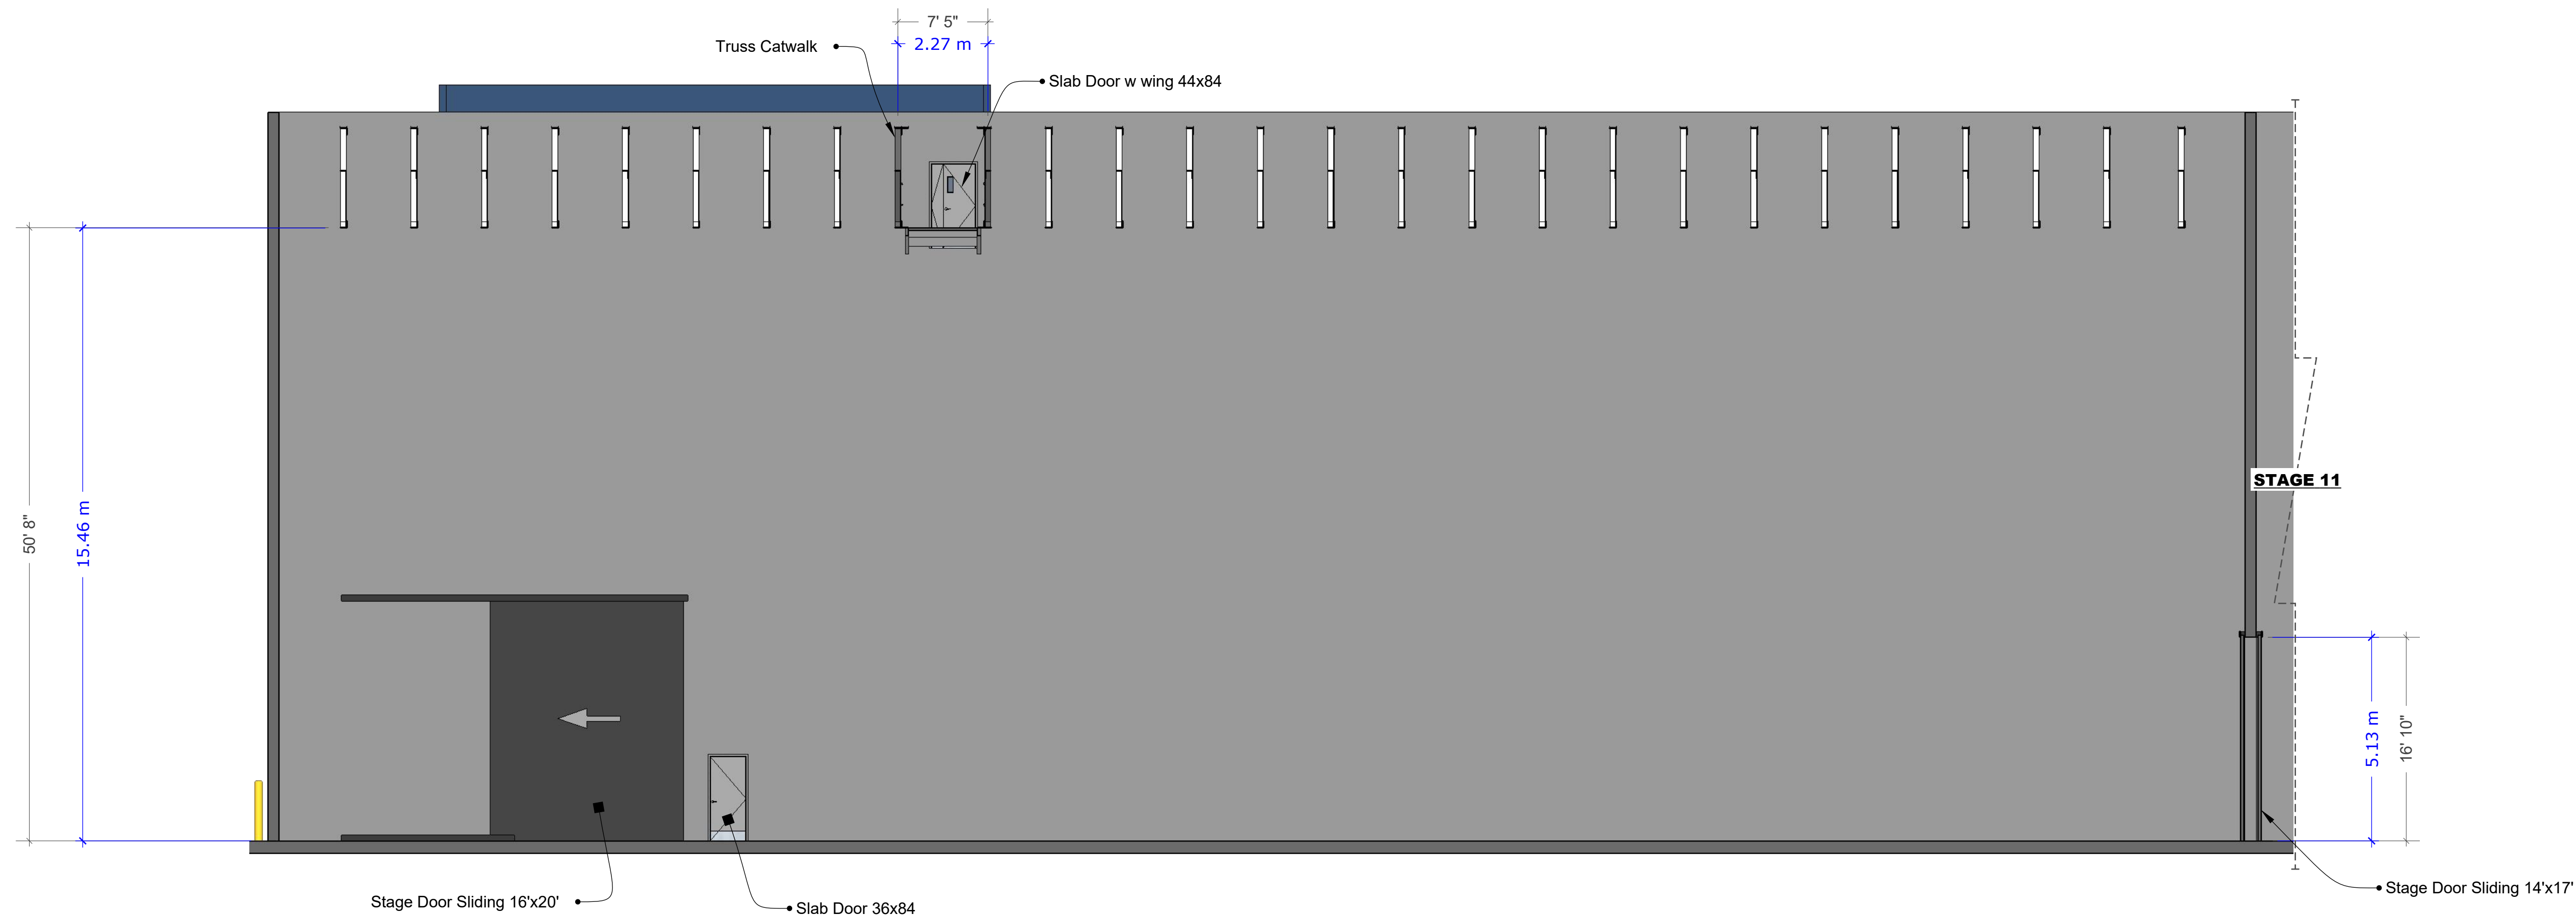 7' 5"
2.27 m
Truss Catwalk
Slab Door w wing 44x84
50' 8"
15.46 m
STAGE 11
5.13 m
16' 10"
Stage Door Sliding 16'x20'
Slab Door 36x84
Stage Door Sliding 14'x17'